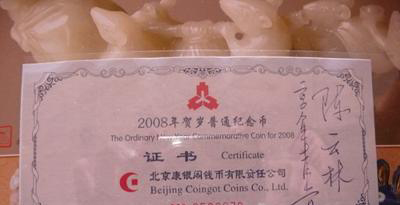 2008年贺岁普通纪念币
The Ordinary New Year Commemorative Coin for 2008
证书 Certificate
北京康银阁钱币有限责任公司
Beijing Coingot Coins Co., Ltd.
陈云林